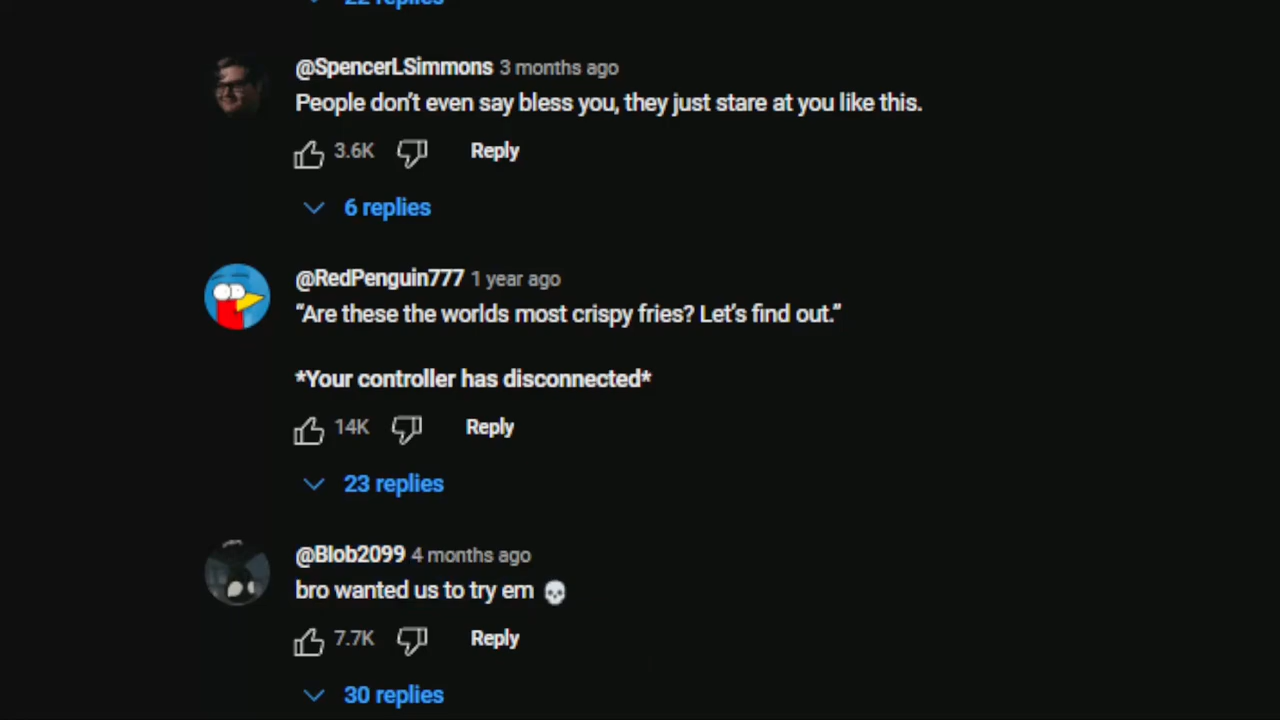 22 replies
@SpencerLSimmons 3 months ago
People don't even say bless you, they just stare at you like this.
3.6K Reply
6 replies
@RedPenguin777 1 year ago
“Are these the worlds most crispy fries? Let's find out.”
*Your controller has disconnected*
14K Reply
23 replies
@Blob2099 4 months ago
bro wanted us to try em 💀
7.7K Reply
30 replies